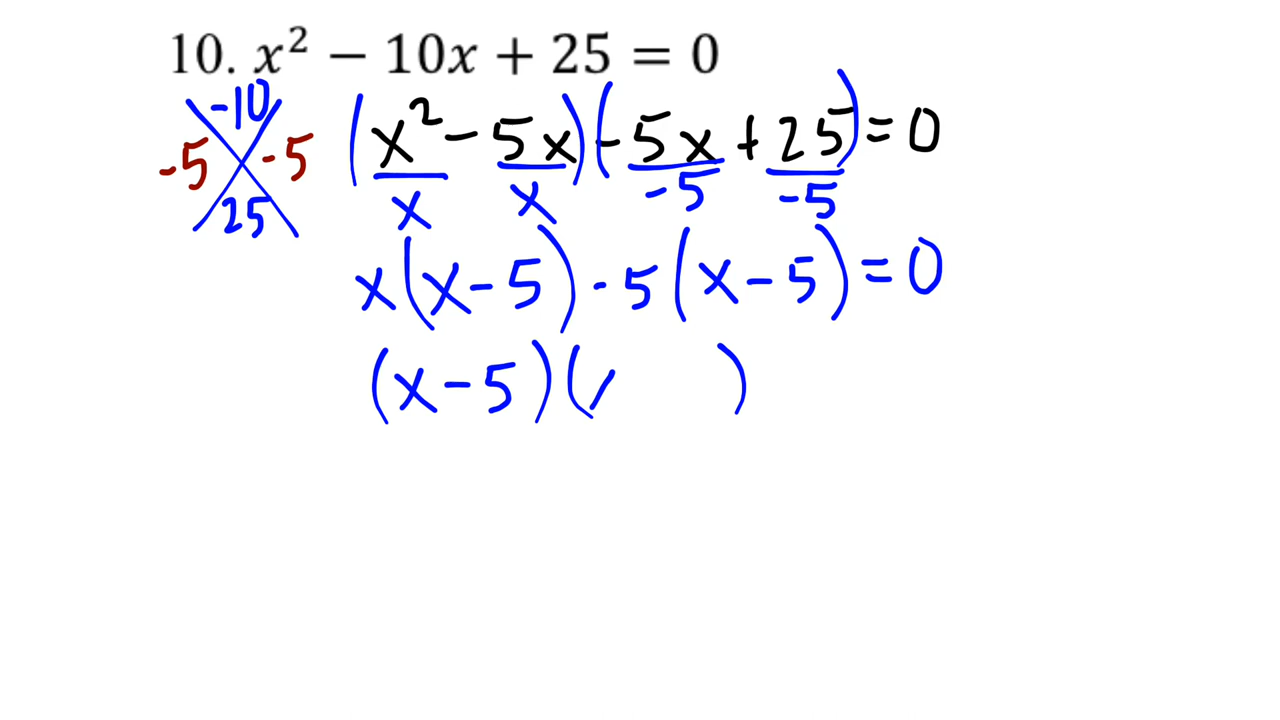 10. x² − 10x + 25 = 0
-10
-5 -5
25
(x² - 5x)(-5x + 25) = 0
x x -5 -5
x(x - 5) - 5(x - 5) = 0
(x - 5)( )